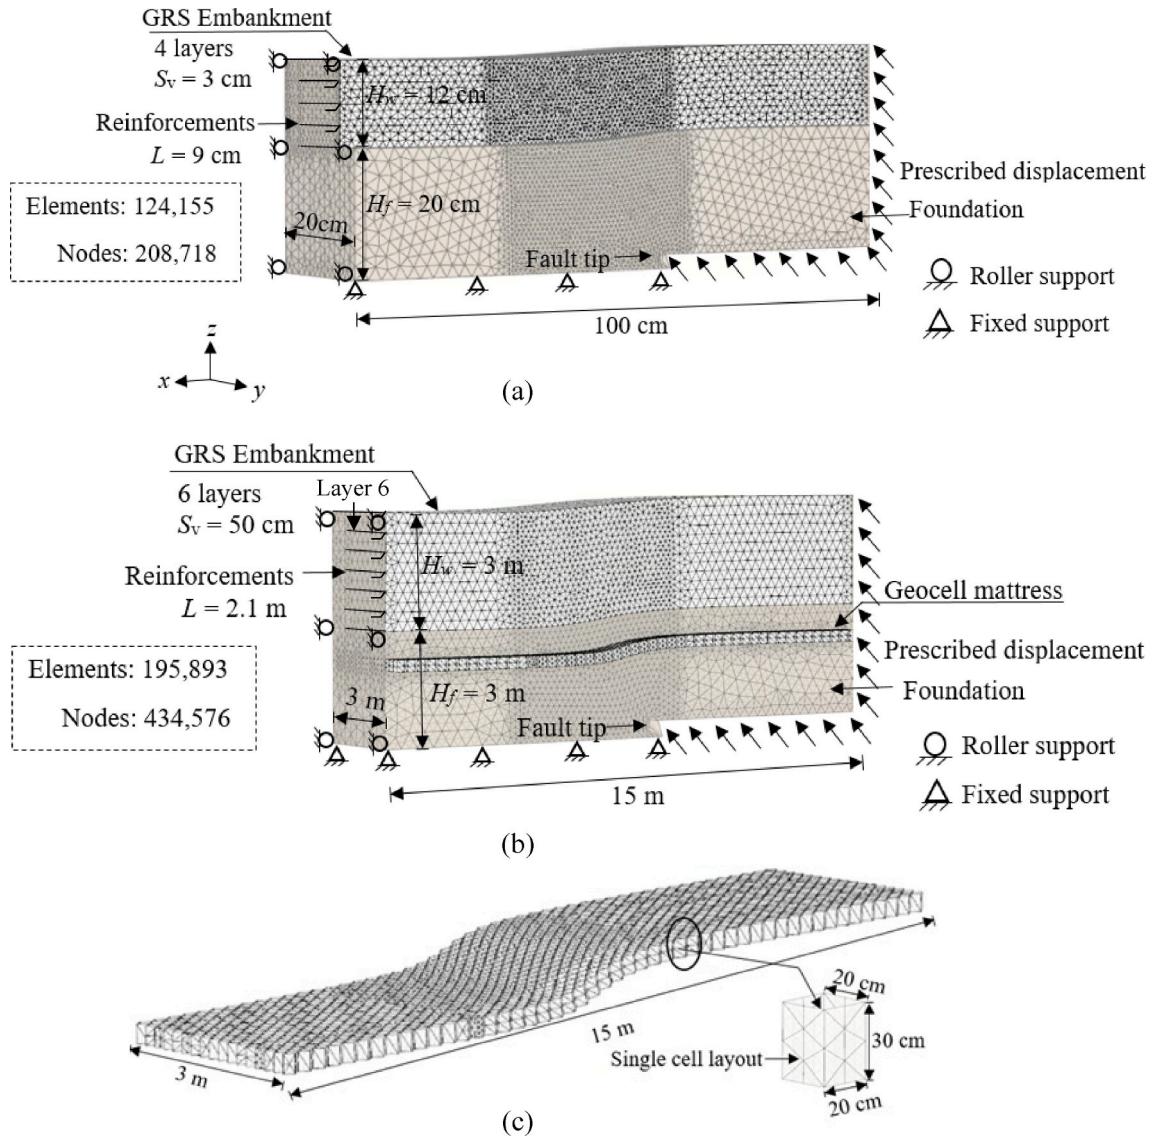 GRS Embankment
4 layers
Sv = 3 cm
Hw = 12 cm
Reinforcements
L = 9 cm
Prescribed displacement
Elements: 124,155
Nodes: 208,718
Hf = 20 cm
20cm
Foundation
Fault tip
Roller support
100 cm
Fixed support
z
x
y
(a)
GRS Embankment
6 layers
Layer 6
Sv = 50 cm
Hw = 3 m
Reinforcements
L = 2.1 m
Geocell mattress
Prescribed displacement
Elements: 195,893
Nodes: 434,576
3 m
Hf = 3 m
Foundation
Fault tip
Roller support
15 m
Fixed support
(b)
20 cm
15 m
30 cm
Single cell layout
3 m
20 cm
(c)